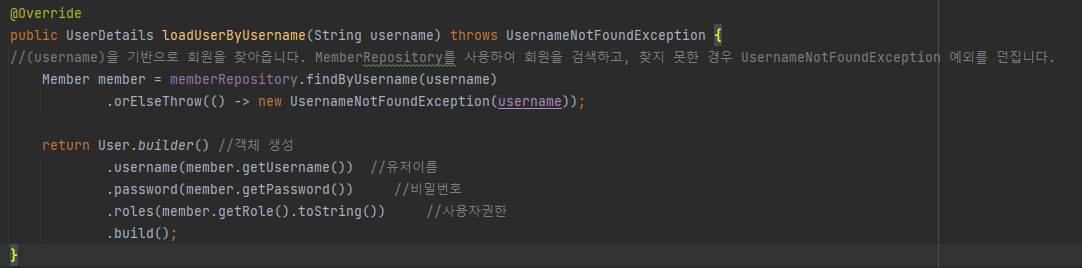 @Override
public UserDetails loadUserByUsername(String username) throws UsernameNotFoundException {
//(username)을 기반으로 회원을 찾아옵니다. MemberRepository를 사용하여 회원을 검색하고, 찾지 못한 경우 UsernameNotFoundException 예외를 던집니다.
Member member = memberRepository.findByUsername(username)
.orElseThrow(() -> new UsernameNotFoundException(username));
return User.builder() //객체 생성
.username(member.getUsername()) //유저이름
.password(member.getPassword()) //비밀번호
.roles(member.getRole().toString()) //사용자권한
.build();
}